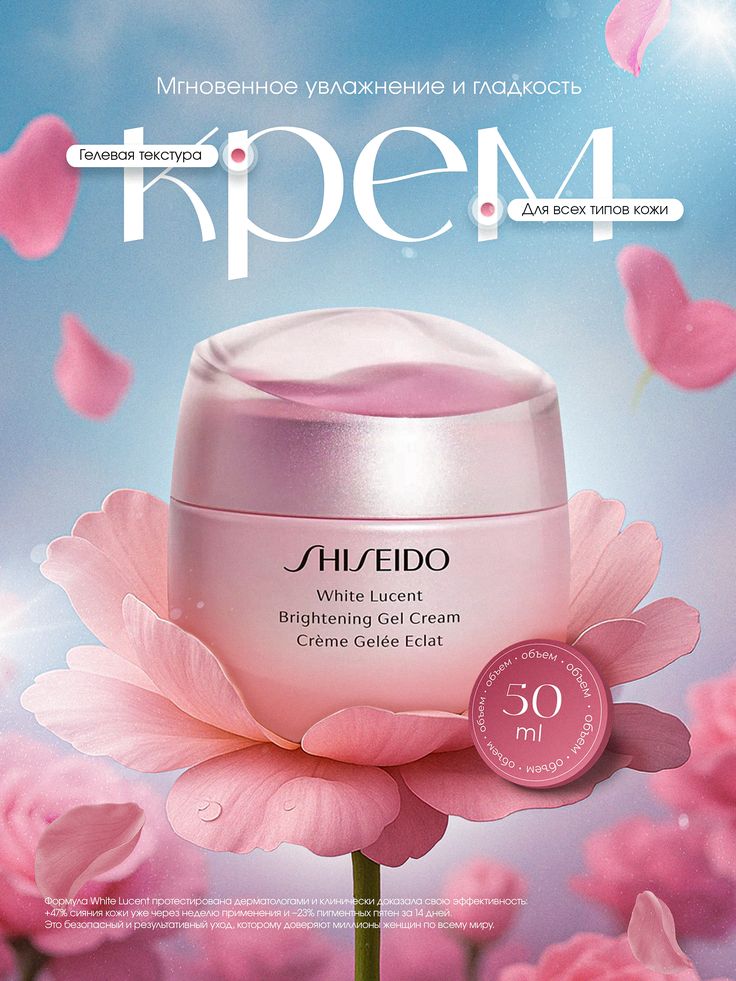 Мгновенное увлажнение и гладкость
крем
Гелевая текстура
Для всех типов кожи
SHISEIDO
White Lucent
Brightening Gel Cream
Crème Gelée Eclat
50
ml
объем · объем · объем · объем · объем · объем · объем · объем ·
Формула White Lucent протестирована дерматологами и клинически доказала свою эффективность:
+47% сияния кожи уже через неделю применения и –23% пигментных пятен за 14 дней.
Это безопасный и результативный уход, которому доверяют миллионы женщин по всему миру.